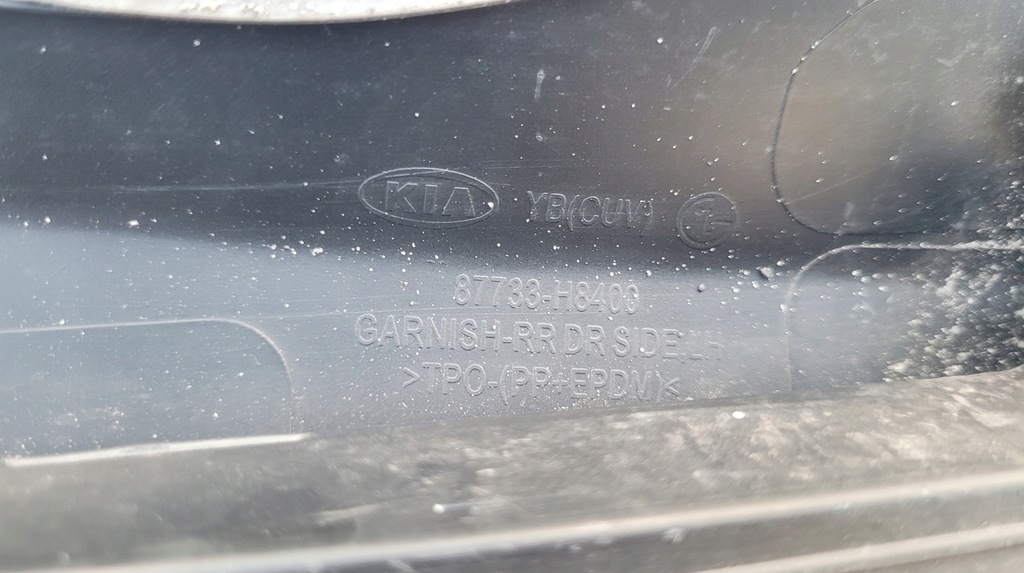 KIA YB(CUV)
87733-H8400
GARNISH-RR DR SIDE,LH
>TPO-(PP+EPDM)<